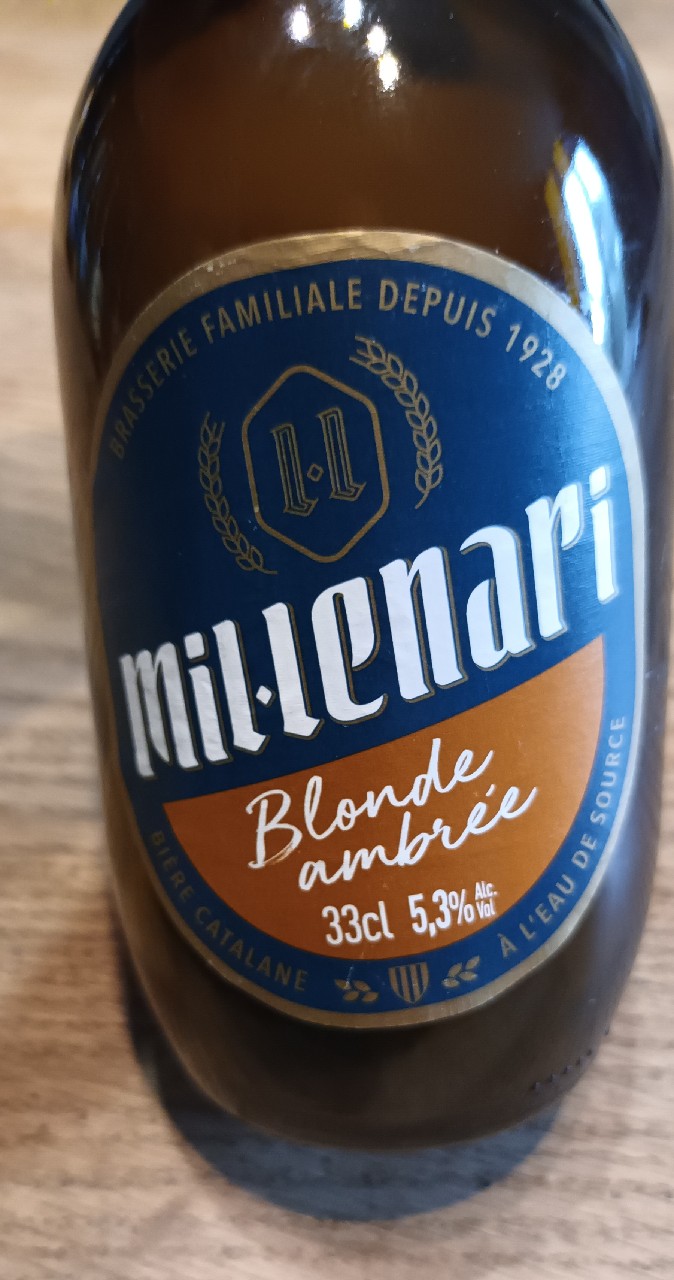 BRASSERIE FAMILIALE DEPUIS 1928
l·l
Mil·lenari
Blonde
ambrée
33cl 5,3% Alc. Vol
BIÈRE CATALANE
À L'EAU DE SOURCE